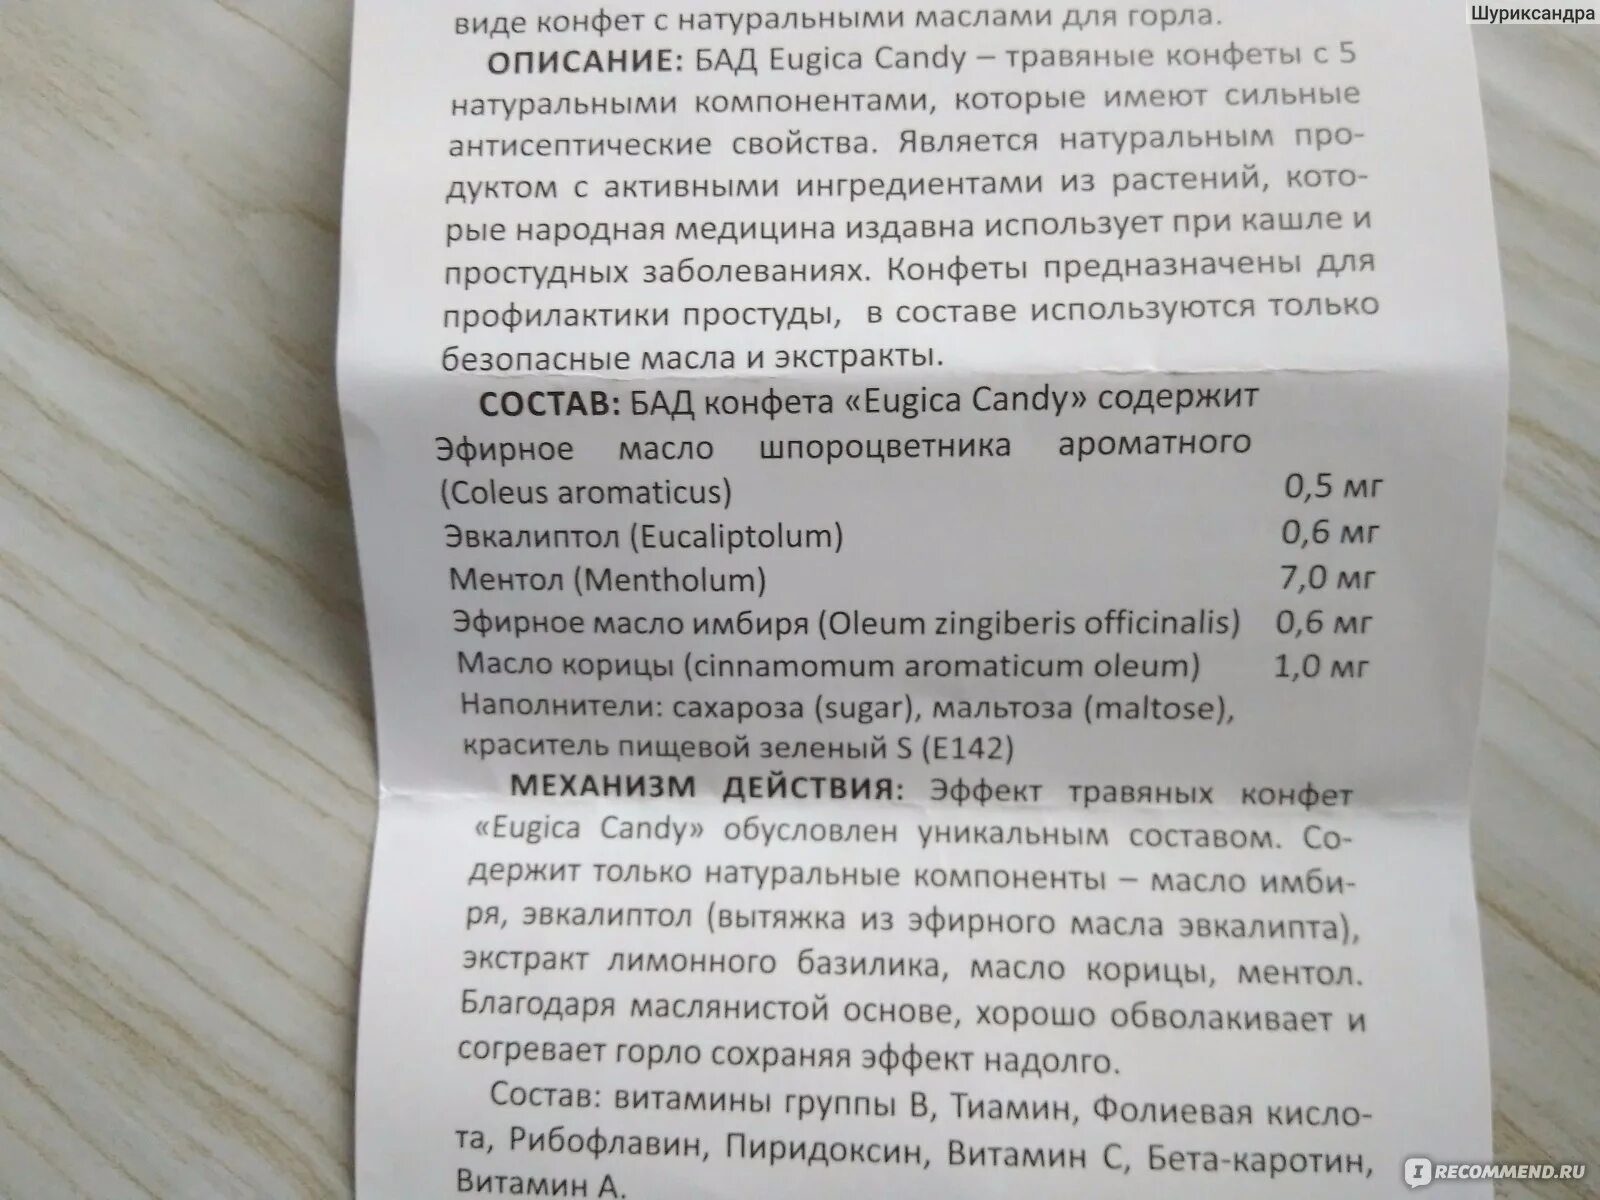 Шуриксандра
виде конфет с натуральными маслами для горла.
ОПИСАНИЕ: БАД Eugica Candy – травяные конфеты с 5
натуральными компонентами, которые имеют сильные
антисептические свойства. Является натуральным про-
дуктом с активными ингредиентами из растений, кото-
рые народная медицина издавна использует при кашле и
простудных заболеваниях. Конфеты предназначены для
профилактики простуды, в составе используются только
безопасные масла и экстракты.
СОСТАВ: БАД конфета «Eugica Candy» содержит
Эфирное масло шпороцветника ароматного
(Coleus aromaticus) 0,5 мг
Эвкалиптол (Eucaliptolum) 0,6 мг
Ментол (Mentholum) 7,0 мг
Эфирное масло имбиря (Oleum zingiberis officinalis) 0,6 мг
Масло корицы (cinnamomum aromaticum oleum) 1,0 мг
Наполнители: сахароза (sugar), мальтоза (maltose),
краситель пищевой зеленый S (E142)
МЕХАНИЗМ ДЕЙСТВИЯ: Эффект травяных конфет
«Eugica Candy» обусловлен уникальным составом. Со-
держит только натуральные компоненты – масло имби-
ря, эвкалиптол (вытяжка из эфирного масла эвкалипта),
экстракт лимонного базилика, масло корицы, ментол.
Благодаря маслянистой основе, хорошо обволакивает и
согревает горло сохраняя эффект надолго.
Состав: витамины группы В, Тиамин, Фолиевая кисло-
та, Рибофлавин, Пиридоксин, Витамин С, Бета-каротин,
Витамин А.
RECOMMEND.RU